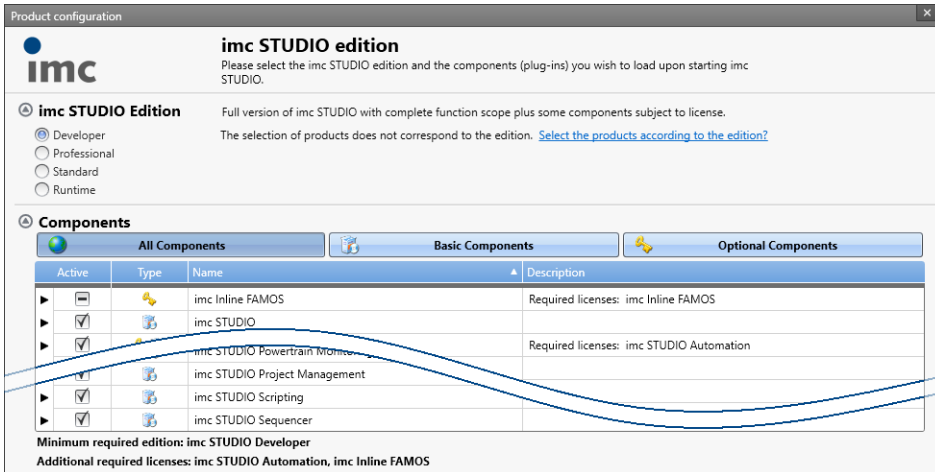 Product configuration
imc
imc STUDIO edition
Please select the imc STUDIO edition and the components (plug-ins) you wish to load upon starting imc
STUDIO.
imc STUDIO Edition
Full version of imc STUDIO with complete function scope plus some components subject to license.
Developer
The selection of products does not correspond to the edition. Select the products according to the edition?
Professional
Standard
Runtime
Components
All Components Basic Components Optional Components
Active Type Name Description
imc Inline FAMOS Required licenses: imc Inline FAMOS
imc STUDIO
Required licenses: imc STUDIO Automation
imc STUDIO Powertrain
imc STUDIO Project Management
imc STUDIO Scripting
imc STUDIO Sequencer
Minimum required edition: imc STUDIO Developer
Additional required licenses: imc STUDIO Automation, imc Inline FAMOS